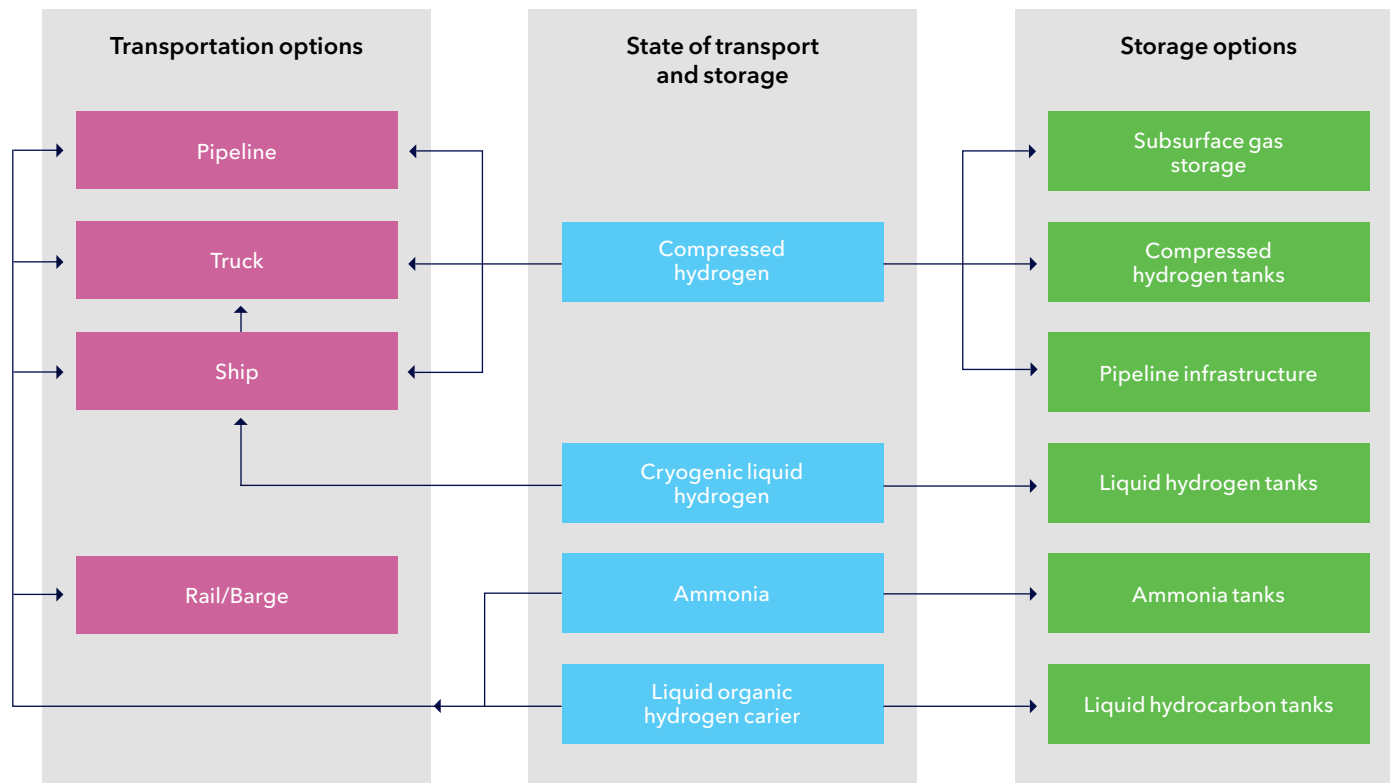 Transportation options
State of transport
and storage
Storage options
Pipeline
Truck
Ship
Rail/Barge
Compressed
hydrogen
Cryogenic liquid
hydrogen
Ammonia
Liquid organic
hydrogen carier
Subsurface gas
storage
Compressed
hydrogen tanks
Pipeline infrastructure
Liquid hydrogen tanks
Ammonia tanks
Liquid hydrocarbon tanks